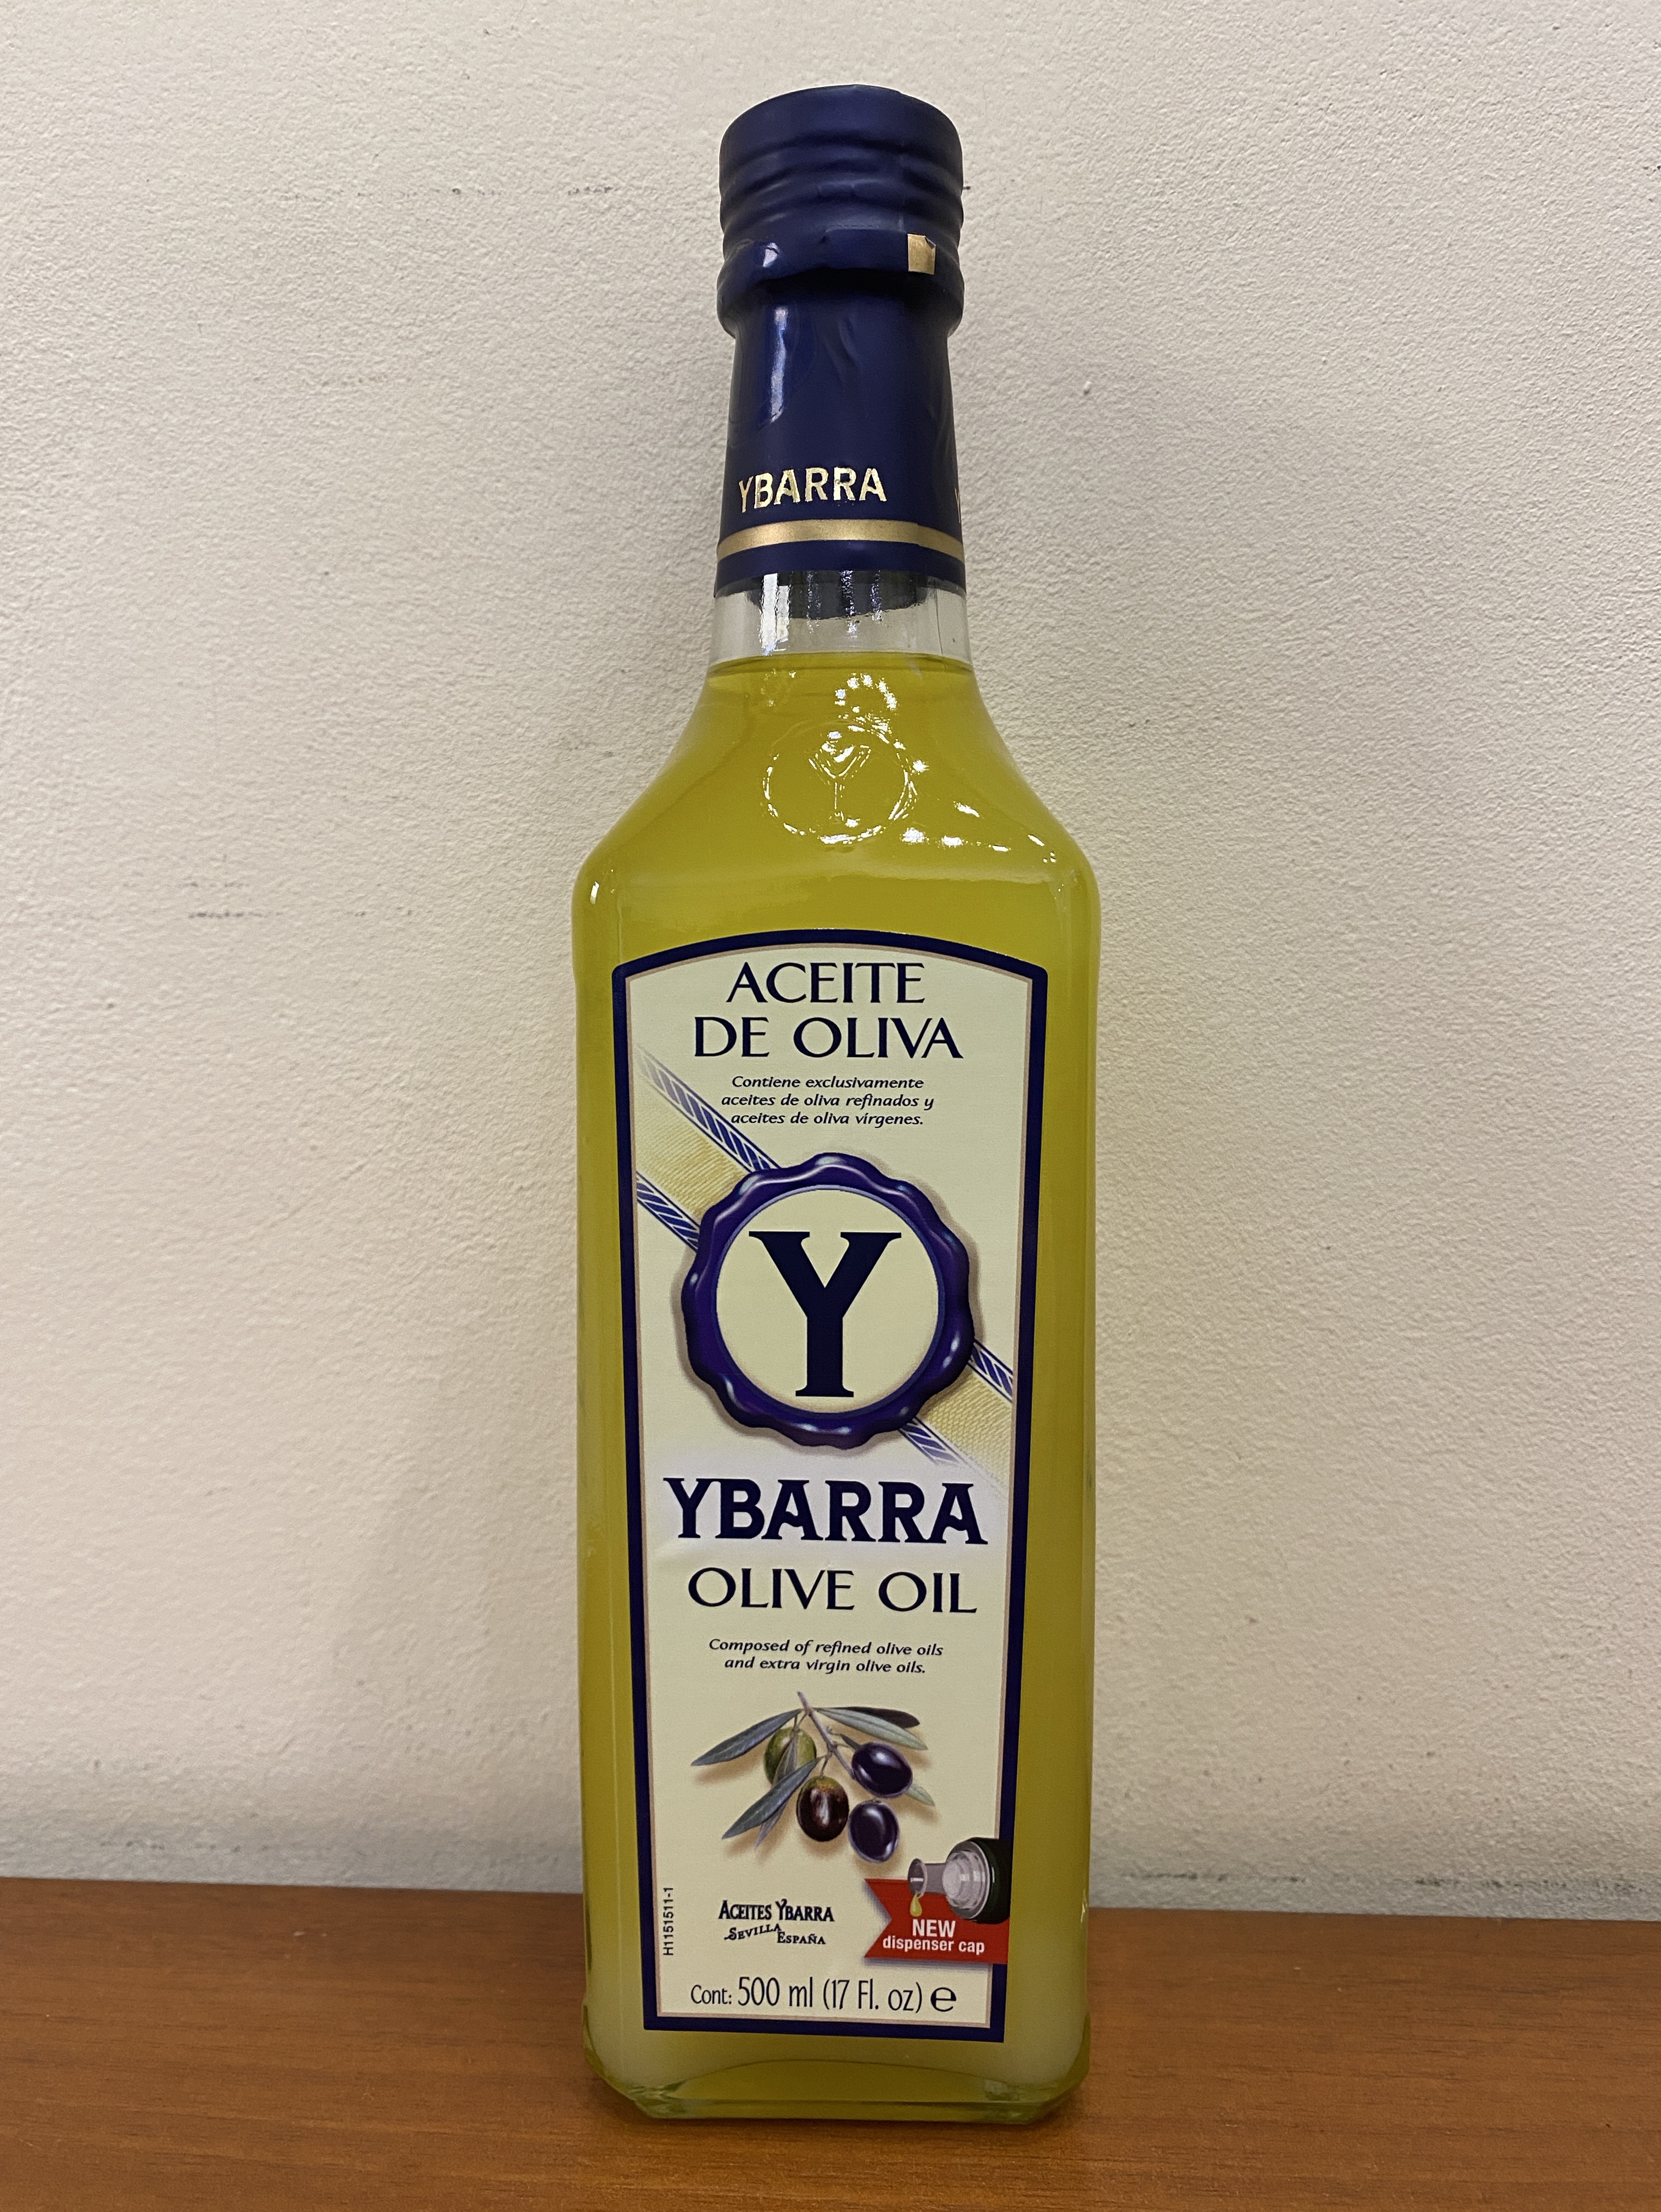 YBARRA
ACEITE
DE OLIVA
Contiene exclusivamente
aceites de oliva refinados y
aceites de oliva vírgenes.
Y
YBARRA
OLIVE OIL
Composed of refined olive oils
and extra virgin olive oils.
H1151511-1
ACEITES YBARRA
SEVILLA
ESPAÑA
NEW
dispenser cap
Cont: 500 ml (17 Fl. oz) ℮